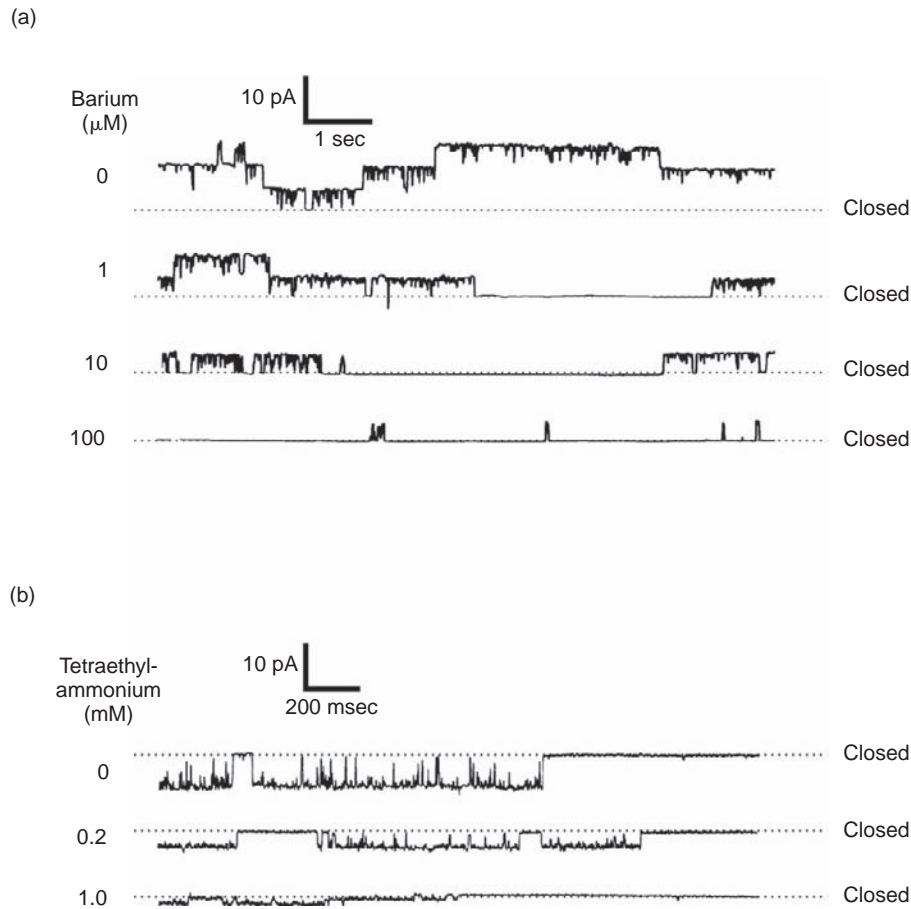 (a)
Barium
(μM)
10 pA
1 sec
0
Closed
1
Closed
10
Closed
100
Closed
(b)
Tetraethyl-
ammonium
(mM)
10 pA
200 msec
0
Closed
0.2
Closed
1.0
Closed